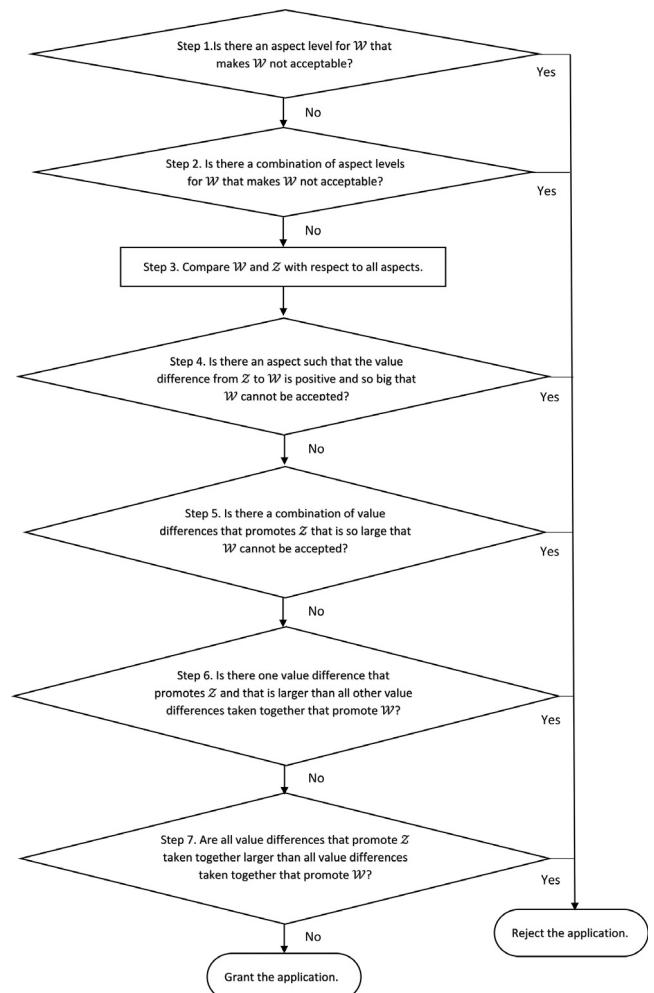 Step 1.Is there an aspect level for 𝒲 that
makes 𝒲 not acceptable?
Yes
No
Step 2. Is there a combination of aspect levels
for 𝒲 that makes 𝒲 not acceptable?
Yes
No
Step 3. Compare 𝒲 and 𝒵 with respect to all aspects.
Step 4. Is there an aspect such that the value
difference from 𝒵 to 𝒲 is positive and so big that
𝒲 cannot be accepted?
Yes
No
Step 5. Is there a combination of value
differences that promotes 𝒵 that is so large that
𝒲 cannot be accepted?
Yes
No
Step 6. Is there one value difference that
promotes 𝒵 and that is larger than all other value
differences taken together that promote 𝒲?
Yes
No
Step 7. Are all value differences that promote 𝒵
taken together larger than all value differences
taken together that promote 𝒲?
Yes
No
Reject the application.
Grant the application.